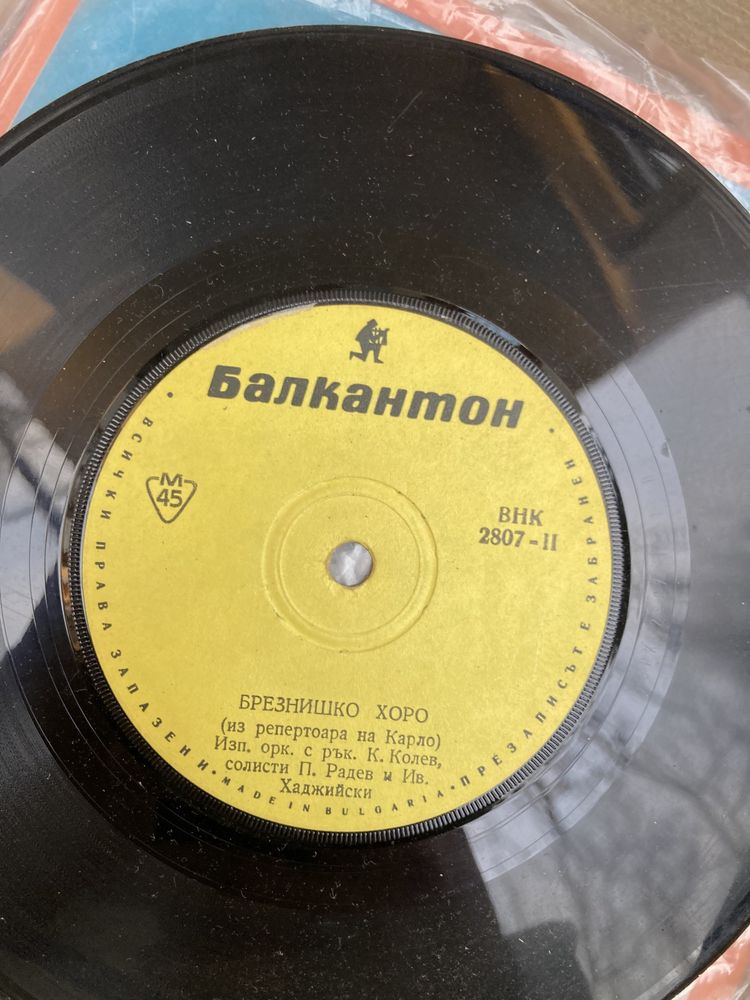 Балкантон
М
45
ВНК
2807-II
БРЕЗНИШКО ХОРО
(из репертоара на Карло)
Изп. орк. с рък. К. Колев,
солисти П. Радев и Ив.
Хаджийски
• ВСИЧКИ ПРАВА ЗАПАЗЕНИ • MADE IN BULGARIA • ПРЕЗАПИСЪТ Е ЗАБРАНЕН •